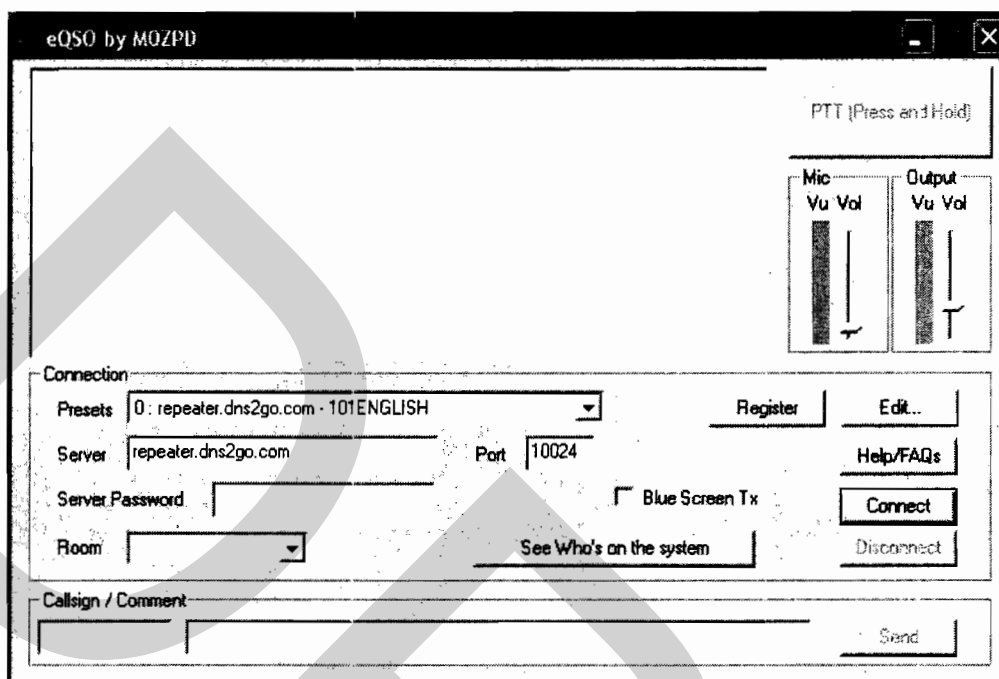 eQSO by M0ZPD
PTT (Press and Hold)
Mic
Vu Vol
Output
Vu Vol
Connection
Presets 0 : repeater.dns2go.com - 101ENGLISH
Register
Edit...
Server repeater.dns2go.com
Port 10024
Help/FAQs
Server Password
Blue Screen Tx
Connect
Room
See Who's on the system
Disconnect
Callsign / Comment
Send